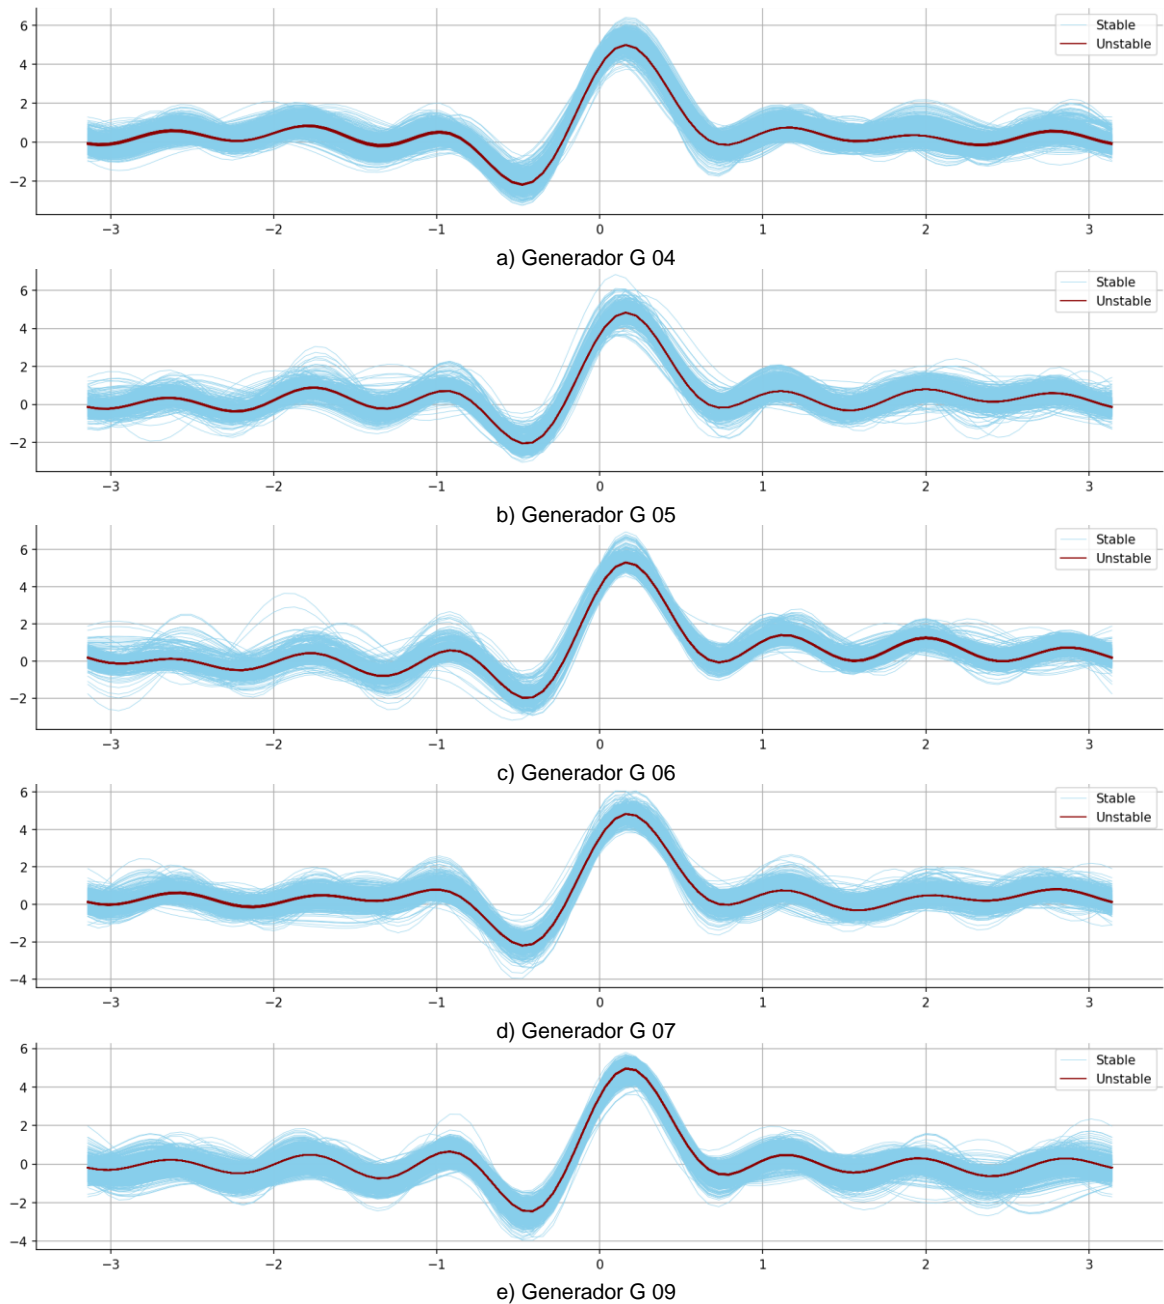 6
4
2
0
−2
Stable
Unstable
−3 −2 −1 0 1 2 3
a) Generador G 04
6
4
2
0
−2
Stable
Unstable
−3 −2 −1 0 1 2 3
b) Generador G 05
6
4
2
0
−2
Stable
Unstable
−3 −2 −1 0 1 2 3
c) Generador G 06
6
4
2
0
−2
−4
Stable
Unstable
−3 −2 −1 0 1 2 3
d) Generador G 07
6
4
2
0
−2
−4
Stable
Unstable
−3 −2 −1 0 1 2 3
e) Generador G 09